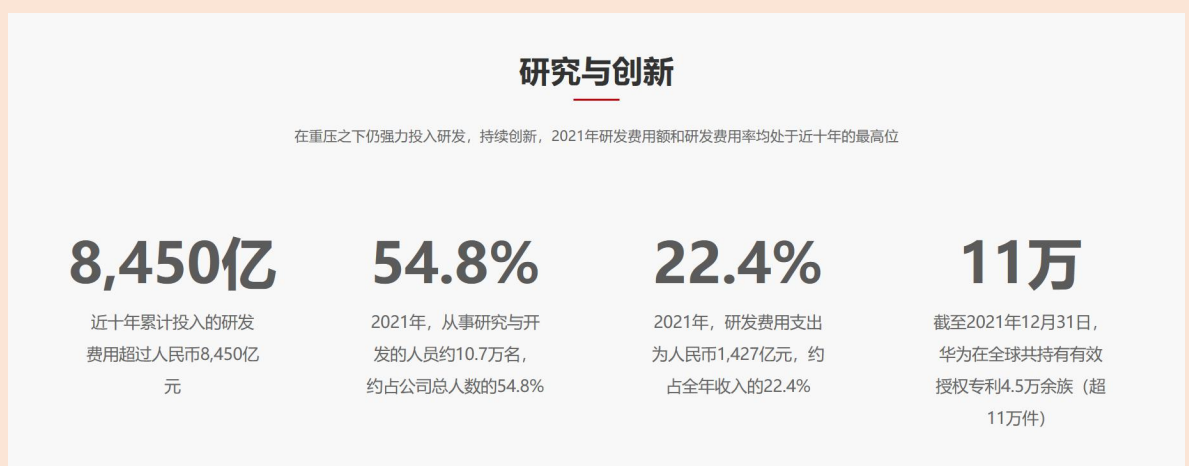 研究与创新
在重压之下仍强力投入研发，持续创新，2021年研发费用额和研发费用率均处于近十年的最高位
8,450亿
近十年累计投入的研发
费用超过人民币8,450亿
元
54.8%
2021年，从事研究与开
发的人员约10.7万名，
约占公司总人数的54.8%
22.4%
2021年，研发费用支出
为人民币1,427亿元，约
占全年收入的22.4%
11万
截至2021年12月31日，
华为在全球共持有有效
授权专利4.5万余族（超
11万件）